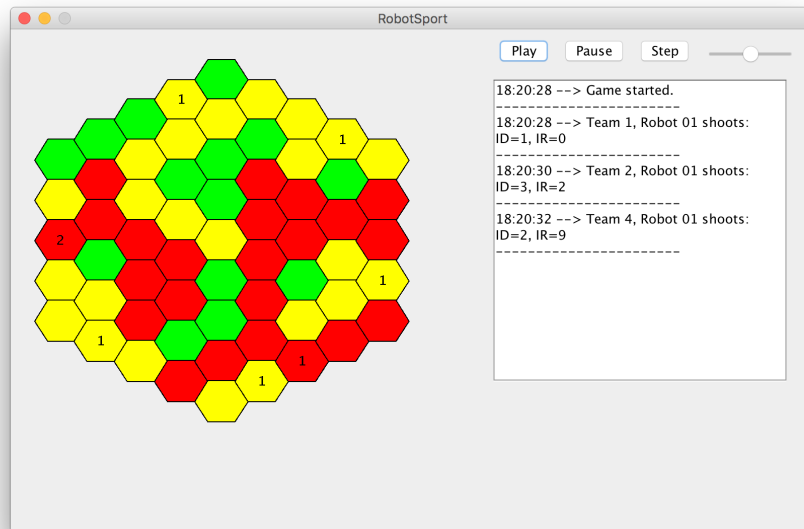 RobotSport
Play Pause Step
18:20:28 --> Game started.
-----------------------
18:20:28 --> Team 1, Robot 01 shoots:
ID=1, IR=0
-----------------------
18:20:30 --> Team 2, Robot 01 shoots:
ID=3, IR=2
-----------------------
18:20:32 --> Team 4, Robot 01 shoots:
ID=2, IR=9
-----------------------
1
1
2
1
1
1
1